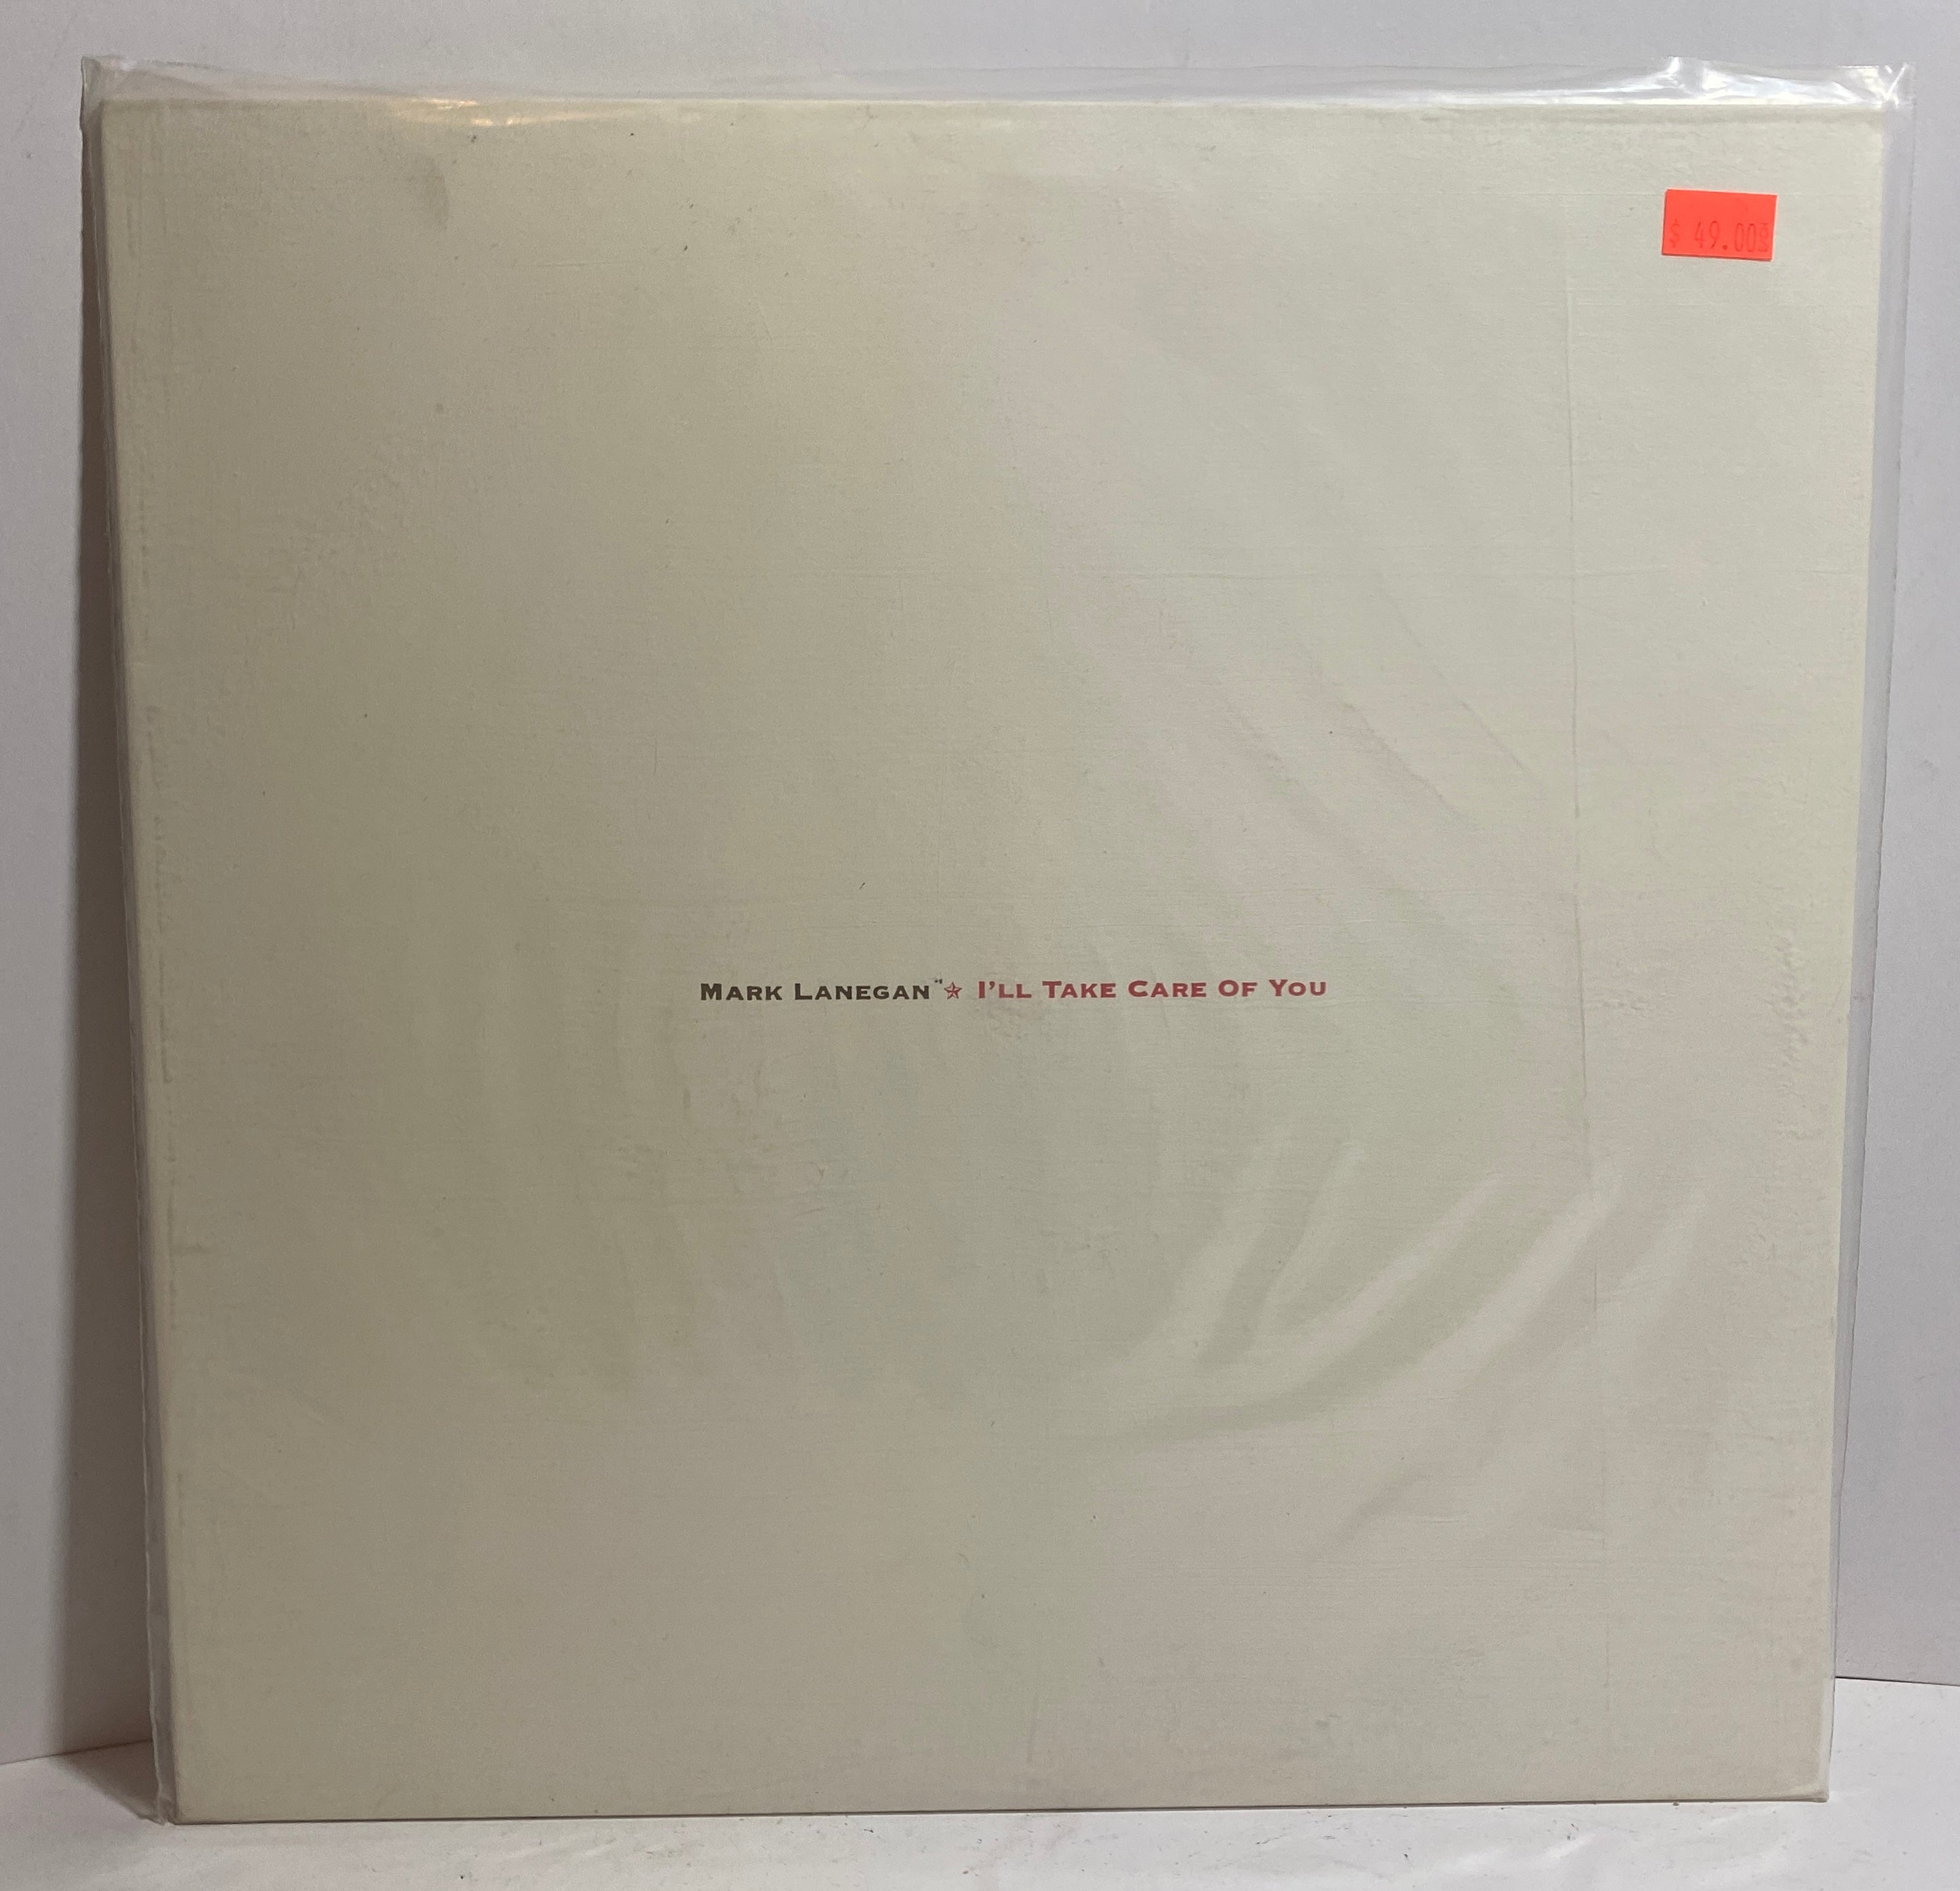 $ 49.00
MARK LANEGAN ☆ I'LL TAKE CARE OF YOU